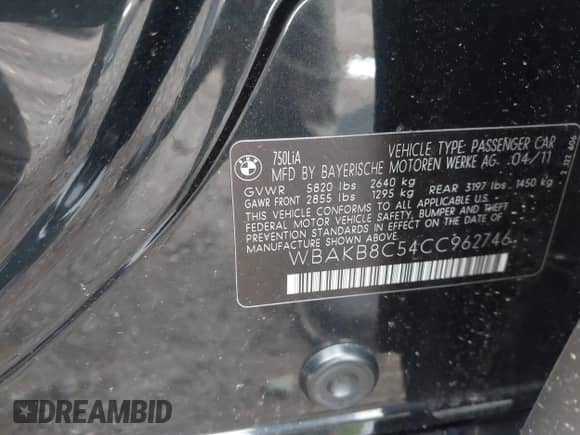 750LiA
VEHICLE TYPE: PASSENGER CAR
MFD BY BAYERISCHE MOTOREN WERKE AG. 04/11
GVWR 5820 lbs 2640 kg
GAWR FRONT 2855 lbs 1295 kg REAR 3197 lbs 1450 kg
THIS VEHICLE CONFORMS TO ALL APPLICABLE U.S.
FEDERAL MOTOR VEHICLE SAFETY, BUMPER AND THEFT
PREVENTION STANDARDS IN EFFECT ON THE DATE OF
MANUFACTURE SHOWN ABOVE.
WBAKB8C54CC962746
DREAMBID